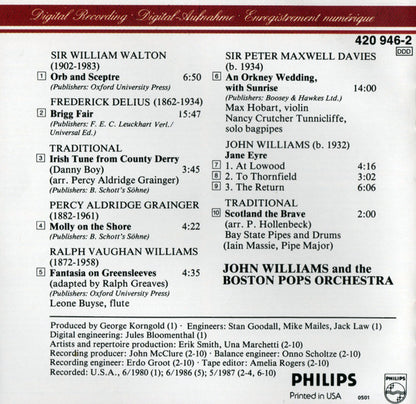 Digital Recording · Digital-Aufnahme · Enregistrement numérique
420 946-2
DDD
SIR WILLIAM WALTON
(1902-1983)
1 Orb and Sceptre 6:50
(Publishers: Oxford University Press)
FREDERICK DELIUS (1862-1934)
2 Brigg Fair 15:47
(Publishers: F. E. C. Leuckhart Verl./
Universal Ed.)
TRADITIONAL
3 Irish Tune from County Derry
(Danny Boy) 3:45
(arr. Percy Aldridge Grainger)
(Publishers: B. Schott's Söhne)
PERCY ALDRIDGE GRAINGER
(1882-1961)
4 Molly on the Shore 4:22
(Publishers: B. Schott's Söhne)
RALPH VAUGHAN WILLIAMS
(1872-1958)
5 Fantasia on Greensleeves 4:35
(adapted by Ralph Greaves)
(Publishers: Oxford University Press)
Leone Buyse, flute
SIR PETER MAXWELL DAVIES
(b. 1934)
6 An Orkney Wedding,
with Sunrise 14:00
(Publishers: Boosey & Hawkes Ltd.)
Max Hobart, violin
Nancy Crutcher Tunnicliffe,
solo bagpipes
JOHN WILLIAMS (b. 1932)
Jane Eyre
7 1. At Lowood 4:16
8 2. To Thornfield 3:02
9 3. The Return 6:06
TRADITIONAL
10 Scotland the Brave 2:00
(arr. P. Hollenbeck)
Bay State Pipes and Drums
(Iain Massie, Pipe Major)
JOHN WILLIAMS and the
BOSTON POPS ORCHESTRA
Produced by George Korngold (1) · Engineers: Stan Goodall, Mike Mailes, Jack Law (1)
Digital engineering: Jules Bloomenthal (1)
Artists and repertoire production: Erik Smith, Una Marchetti (2-10)
Recording producer: John McClure (2-10) · Balance engineer: Onno Scholtze (2-10)
Recording engineer: Erdo Groot (2-10) · Tape editor: Amelia Rogers (2-10)
Recorded: U.S.A., 6/1980 (1); 6/1986 (5); 5/1987 (2-4, 6-10)
PHILIPS
Printed in USA 0501